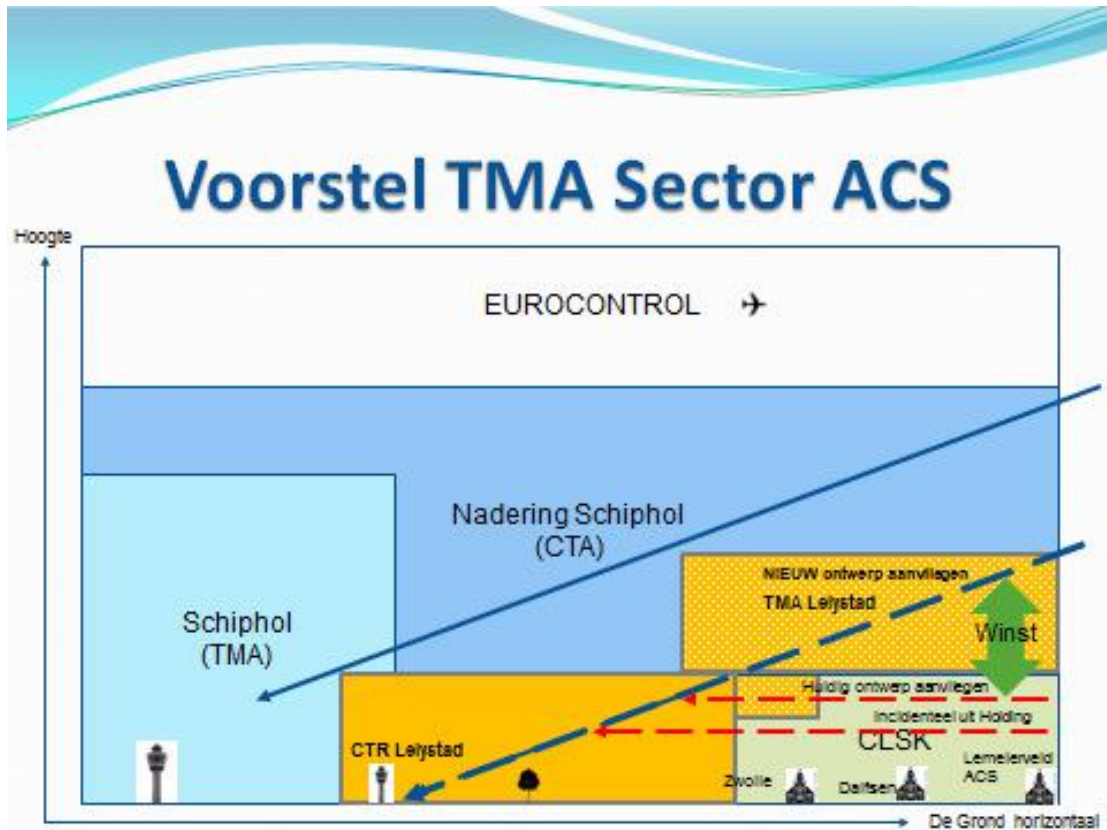 Voorstel TMA Sector ACS
Hoogte
EUROCONTROL
Nadering Schiphol
(CTA)
NIEUW ontwerp aanvliegen
TMA Lelystad
Schiphol
(TMA)
Winst
Huidig ontwerp aanvliegen
Incidenteel uit Holding
CLSK
CTR Lelystad
Lemelerveld
ACS
Zwolle
Dalfsen
De Grond horizontaal